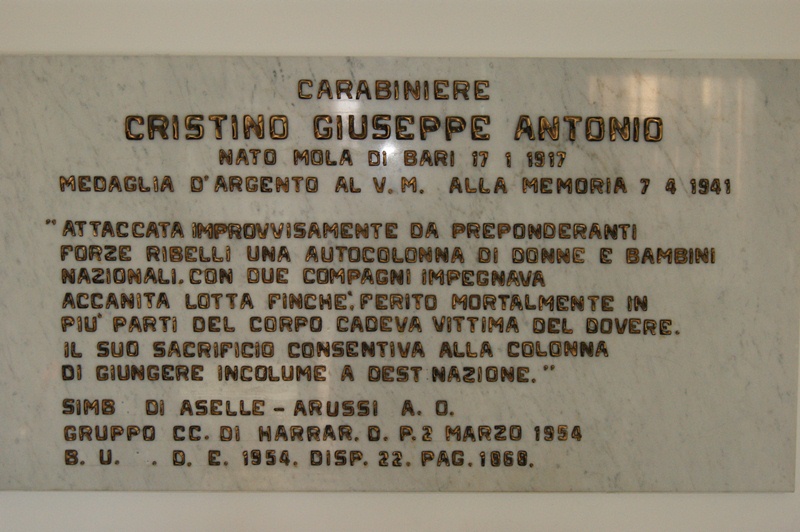 CARABINIERE
CRISTINO GIUSEPPE ANTONIO
NATO MOLA DI BARI 17 1 1917
MEDAGLIA D'ARGENTO AL V. M. ALLA MEMORIA 7 4 1941
"ATTACCATA IMPROVVISAMENTE DA PREPONDERANTI
FORZE RIBELLI UNA AUTOCOLONNA DI DONNE E BAMBINI
NAZIONALI. CON DUE COMPAGNI IMPEGNAVA
ACCANITA LOTTA FINCHE', FERITO MORTALMENTE IN
PIU' PARTI DEL CORPO CADEVA VITTIMA DEL DOVERE.
IL SUO SACRIFICIO CONSENTIVA ALLA COLONNA
DI GIUNGERE INCOLUME A DEST NAZIONE."
SIMB DI ASELLE - ARUSSI A. O.
GRUPPO CC. DI HARRAR. D. P. 2 MARZO 1954
B. U. . D. E. 1954. DISP. 22. PAG. 1868.